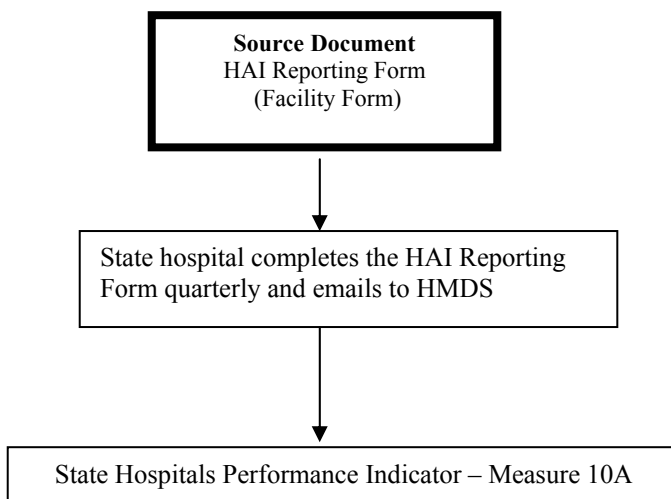 Source Document
HAI Reporting Form
(Facility Form)
State hospital completes the HAI Reporting
Form quarterly and emails to HMDS
State Hospitals Performance Indicator – Measure 10A